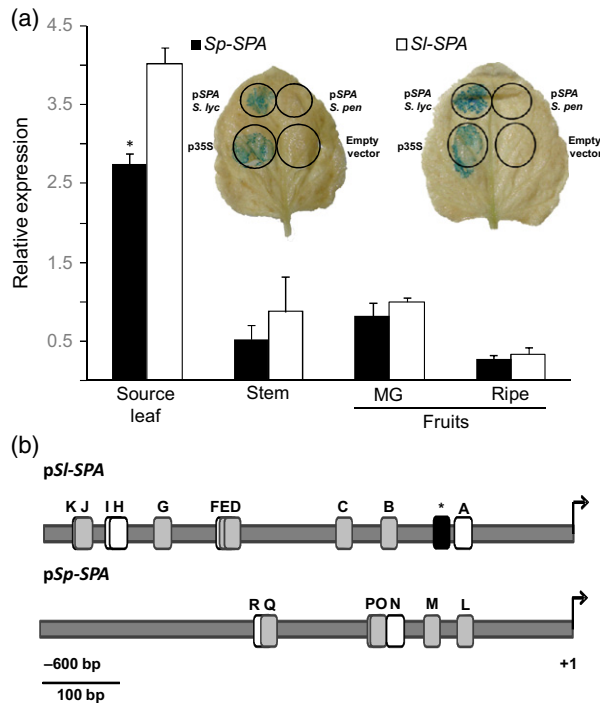 (a)
Sp-SPA Sl-SPA
Relative expression
4.5
3.5
2.5
1.5
0.5
*
pSPA S. lyc
pSPA S. pen
p35S
Empty vector
pSPA S. lyc
pSPA S. pen
p35S
Empty vector
Source leaf
Stem
MG
Ripe
Fruits
(b)
pSl-SPA
K J I H G F E D C B * A
pSp-SPA
R Q P O N M L
–600 bp
+1
100 bp